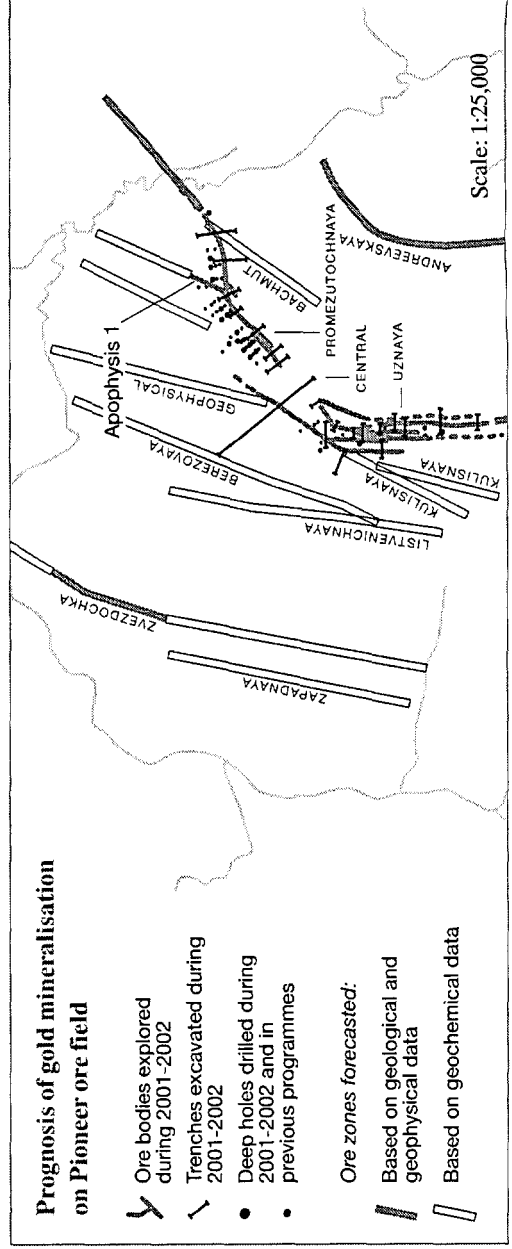 Prognosis of gold mineralisation
on Pioneer ore field
Ore bodies explored
during 2001-2002
Trenches excavated during
2001-2002
Deep holes drilled during
2001-2002 and in
previous programmes
Ore zones forecasted:
Based on geological and
geophysical data
Based on geochemical data
ZVEZDOCHKA
ZAPADNAYA
LISTVENICHNAYA
BEREZOVAYA
GEOPHYSICAL
Apophysis 1
KULISNAYA
KULISNAYA
BACHMUT
PROMEZUTOCHNAYA
CENTRAL
UZNAYA
ANDREEVSKAYA
Scale: 1:25,000